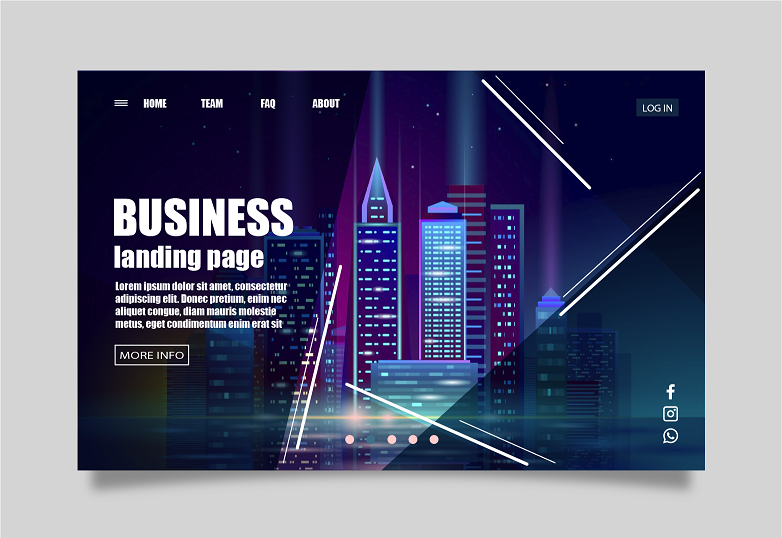 HOME TEAM FAQ ABOUT
LOG IN
BUSINESS
landing page
Lorem ipsum dolor sit amet, consectetur
adipiscing elit. Donec pretium, enim nec
aliquet congue, diam mauris molestie
metus, eget condimentum enim erat sit
MORE INFO